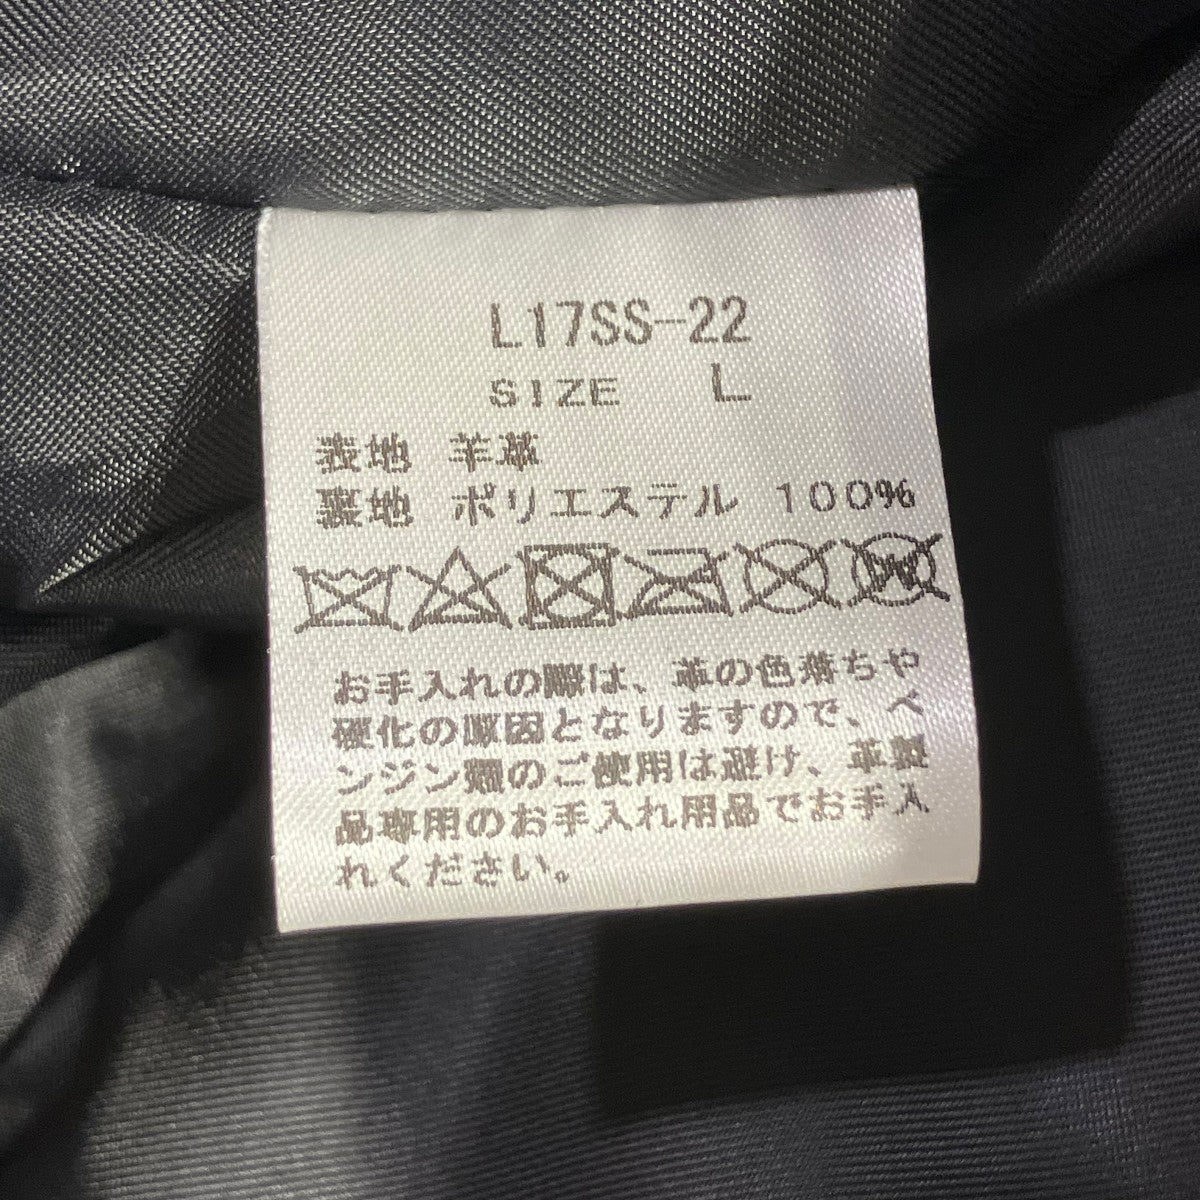 L17SS-22
SIZE L
表地 羊革
裏地 ポリエステル 100%
お手入れの際は、革の色落ちや
硬化の原因となりますので、ベ
ンジン類のご使用は避け、革製
品専用のお手入れ用品でお手入
れください。